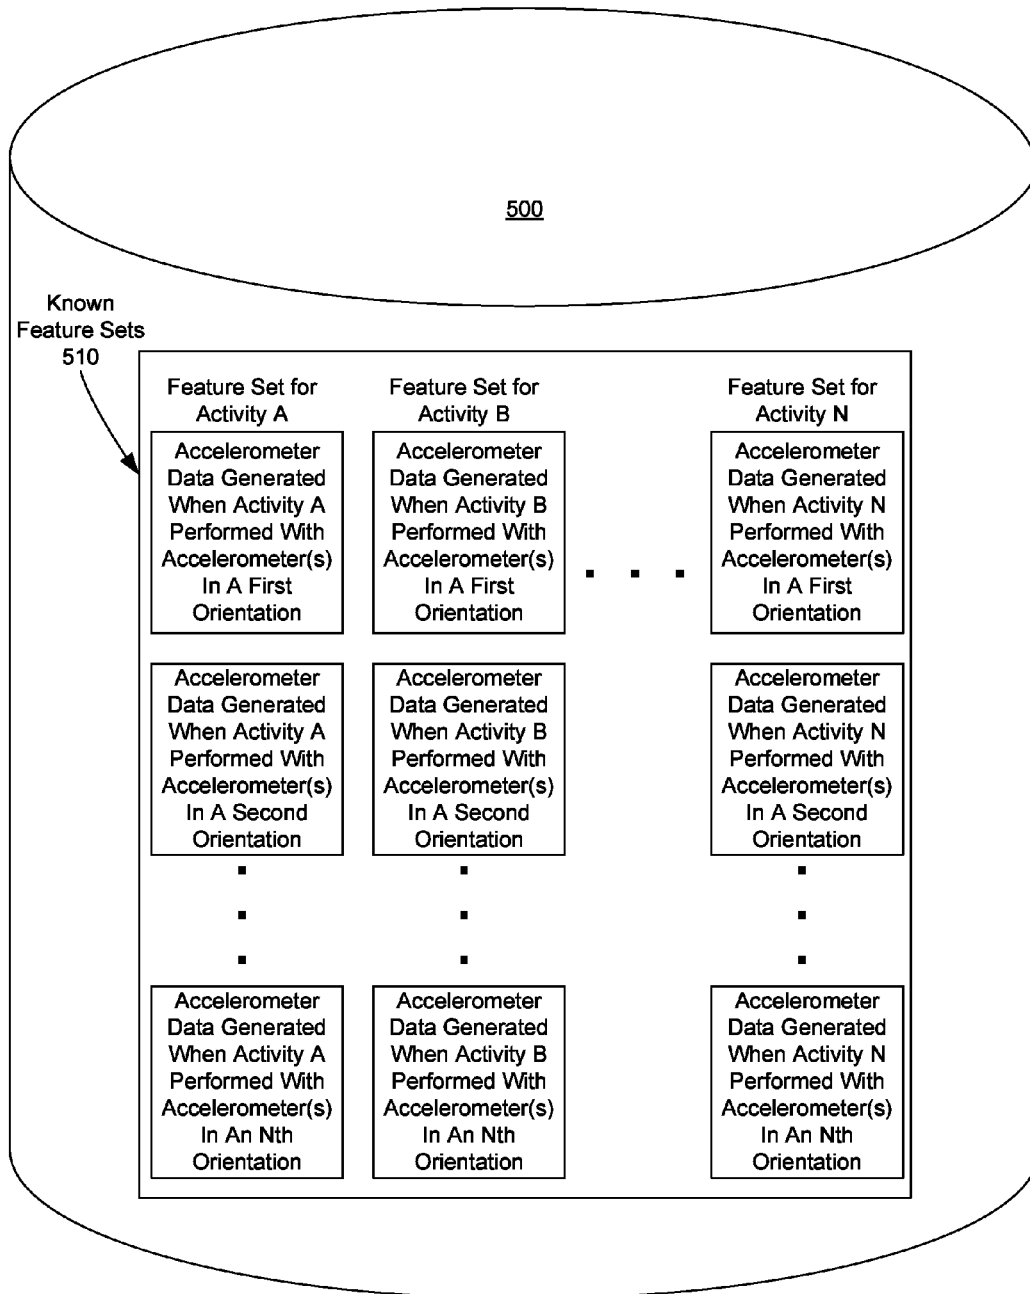 500
Known
Feature Sets
510
Feature Set for
Activity A
Feature Set for
Activity B
Feature Set for
Activity N
Accelerometer
Data Generated
When Activity A
Performed With
Accelerometer(s)
In A First
Orientation
Accelerometer
Data Generated
When Activity B
Performed With
Accelerometer(s)
In A First
Orientation
Accelerometer
Data Generated
When Activity N
Performed With
Accelerometer(s)
In A First
Orientation
Accelerometer
Data Generated
When Activity A
Performed With
Accelerometer(s)
In A Second
Orientation
Accelerometer
Data Generated
When Activity B
Performed With
Accelerometer(s)
In A Second
Orientation
Accelerometer
Data Generated
When Activity N
Performed With
Accelerometer(s)
In A Second
Orientation
Accelerometer
Data Generated
When Activity A
Performed With
Accelerometer(s)
In An Nth
Orientation
Accelerometer
Data Generated
When Activity B
Performed With
Accelerometer(s)
In An Nth
Orientation
Accelerometer
Data Generated
When Activity N
Performed With
Accelerometer(s)
In An Nth
Orientation